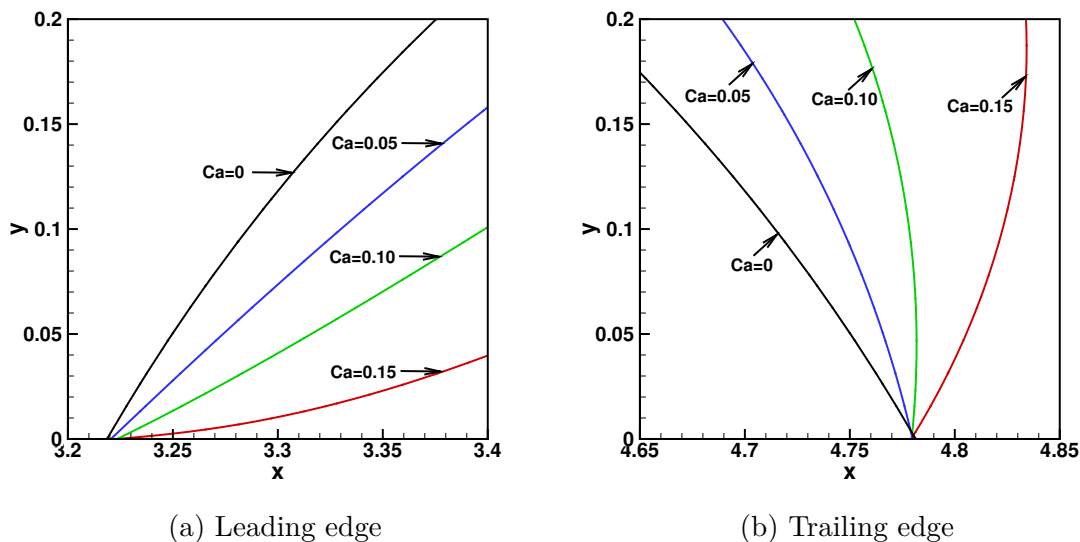 0.2
0.15
0.1
0.05
0
y
3.2
3.25
3.3
3.35
3.4
x
Ca=0
Ca=0.05
Ca=0.10
Ca=0.15
(a) Leading edge
0.2
0.15
0.1
0.05
0
y
4.65
4.7
4.75
4.8
4.85
x
Ca=0.05
Ca=0.10
Ca=0.15
Ca=0
(b) Trailing edge